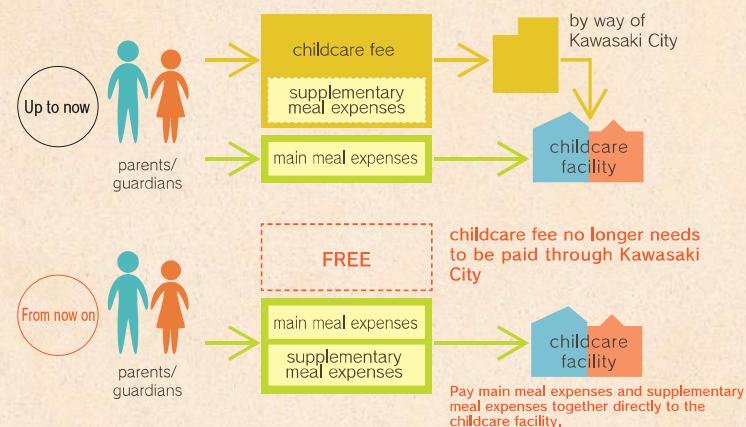 Up to now
parents/
guardians
childcare fee
supplementary
meal expenses
main meal expenses
by way of
Kawasaki City
childcare
facility
From now on
parents/
guardians
FREE
childcare fee no longer needs
to be paid through Kawasaki
City
main meal expenses
supplementary
meal expenses
childcare
facility
Pay main meal expenses and supplementary
meal expenses together directly to the
childcare facility.